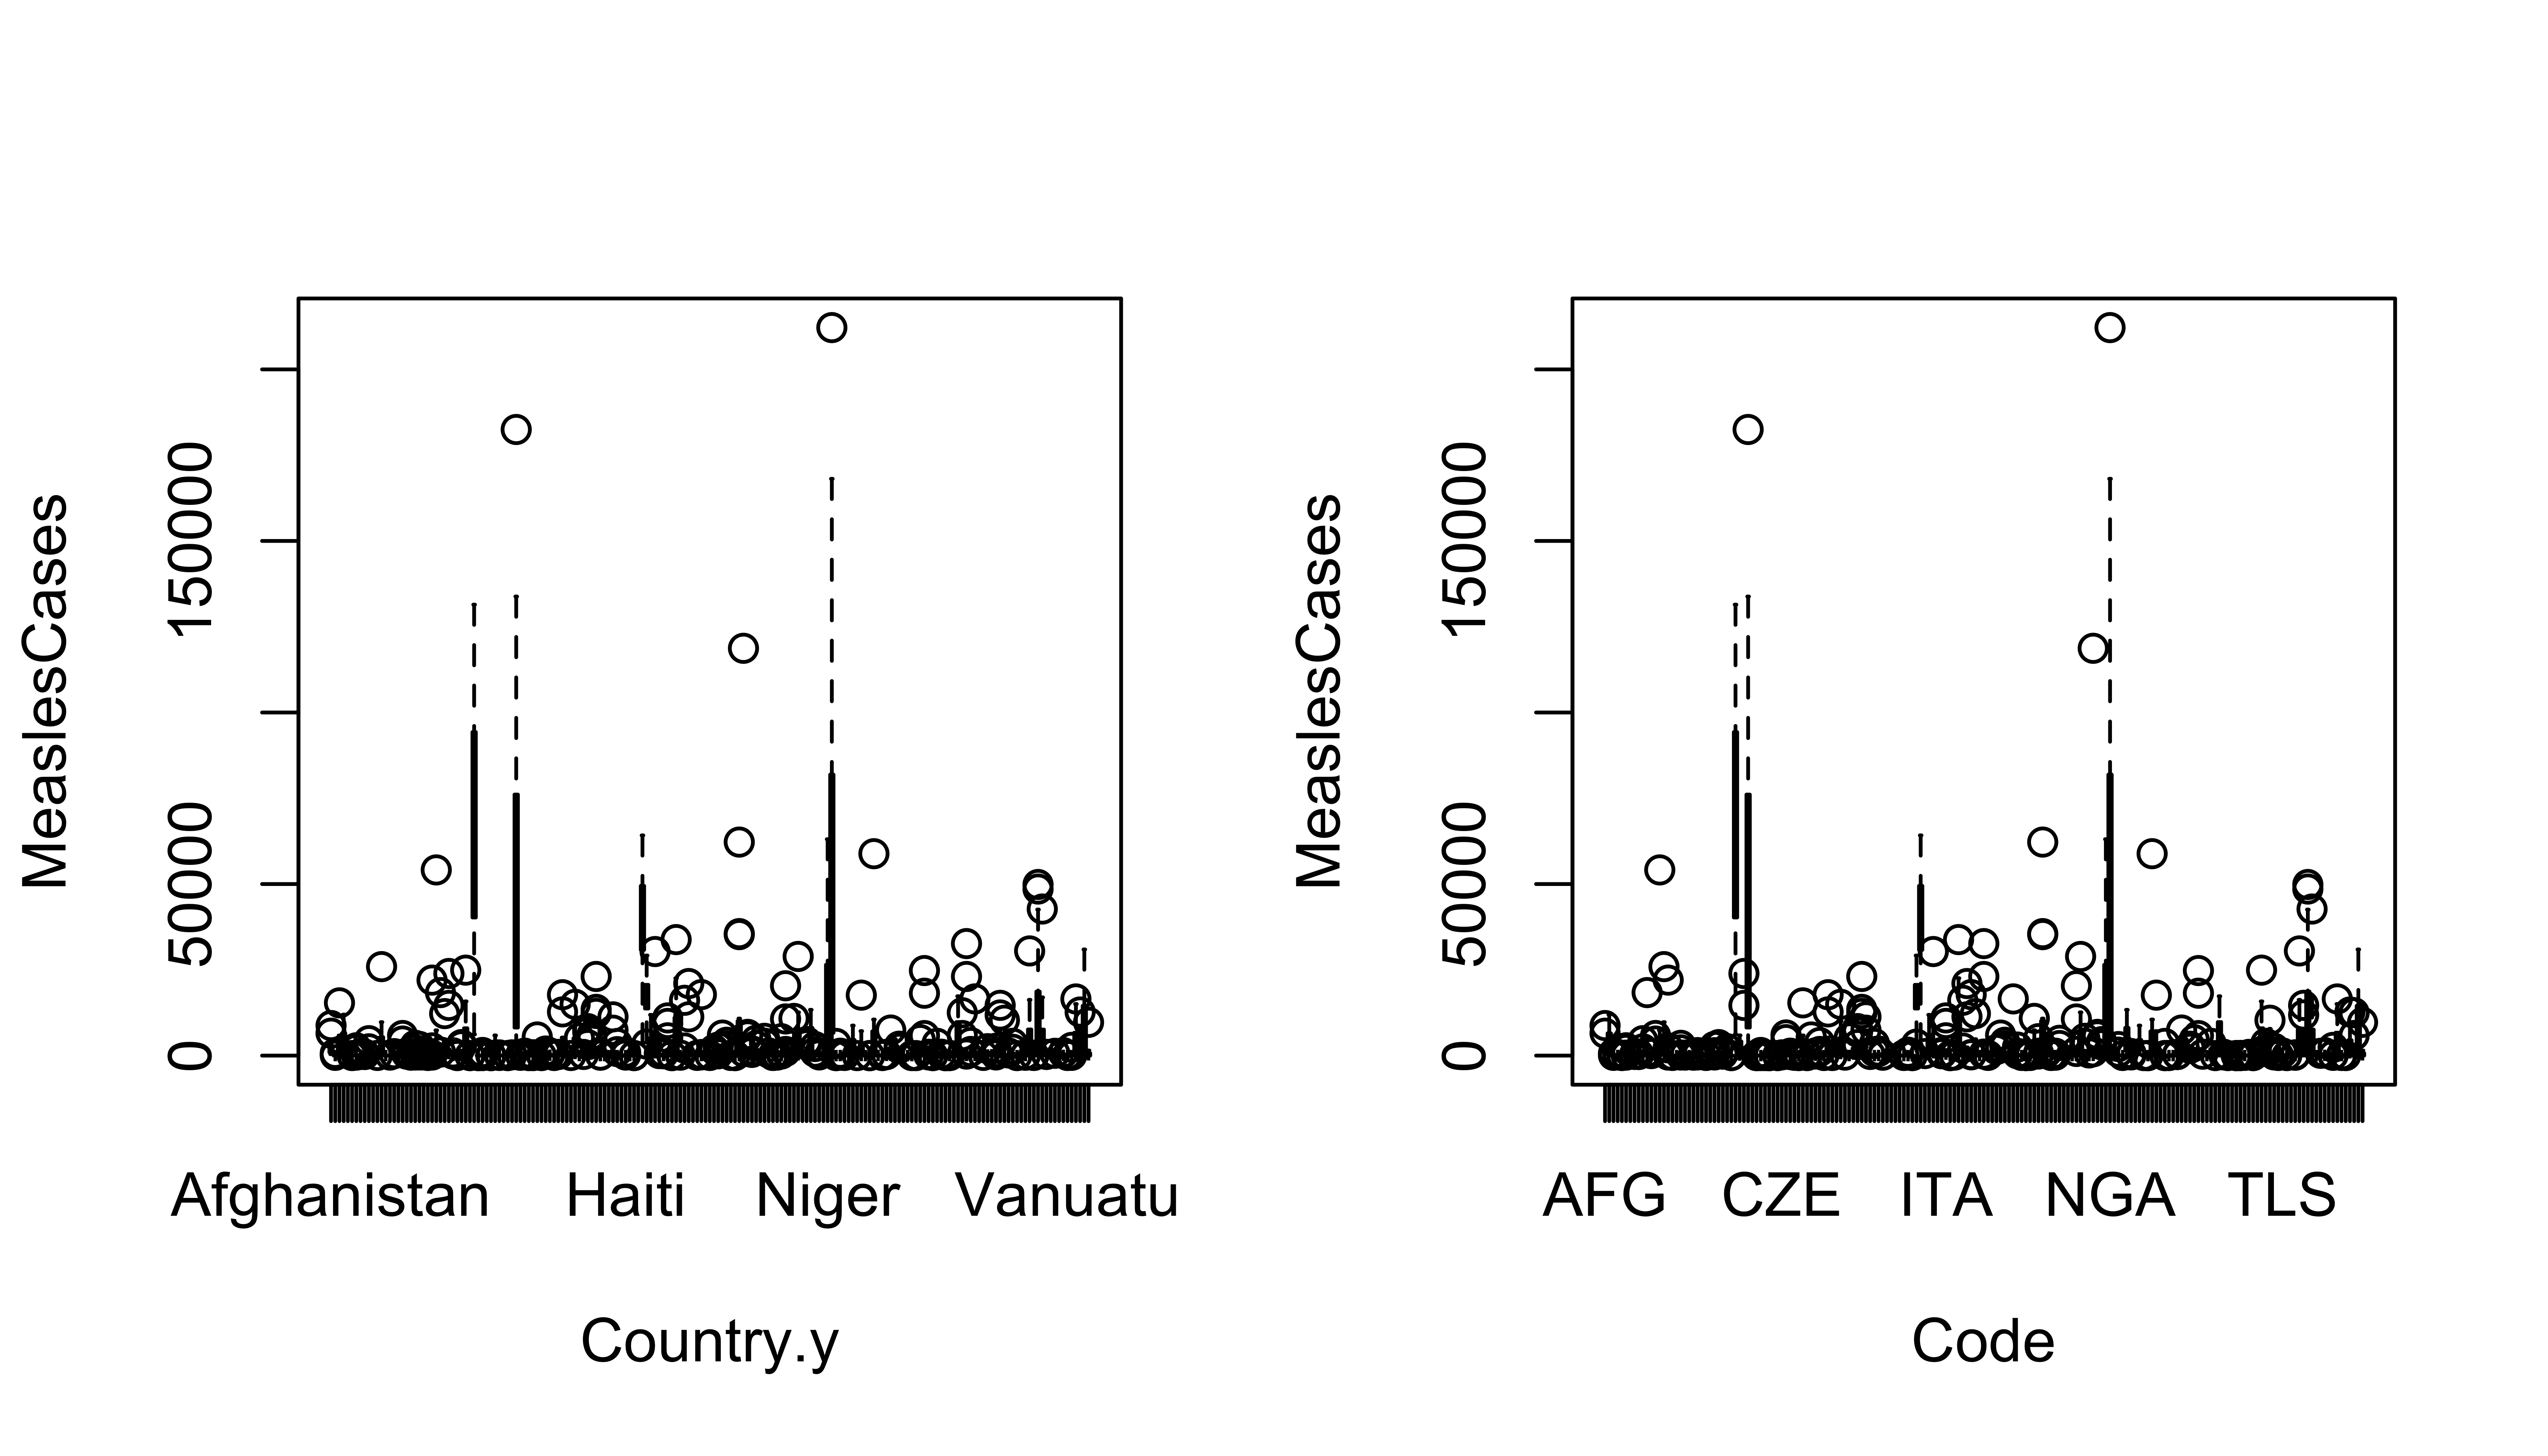 MeaslesCases
150000
50000
0
Afghanistan Haiti Niger Vanuatu
Country.y
MeaslesCases
150000
50000
0
AFG CZE ITA NGA TLS
Code